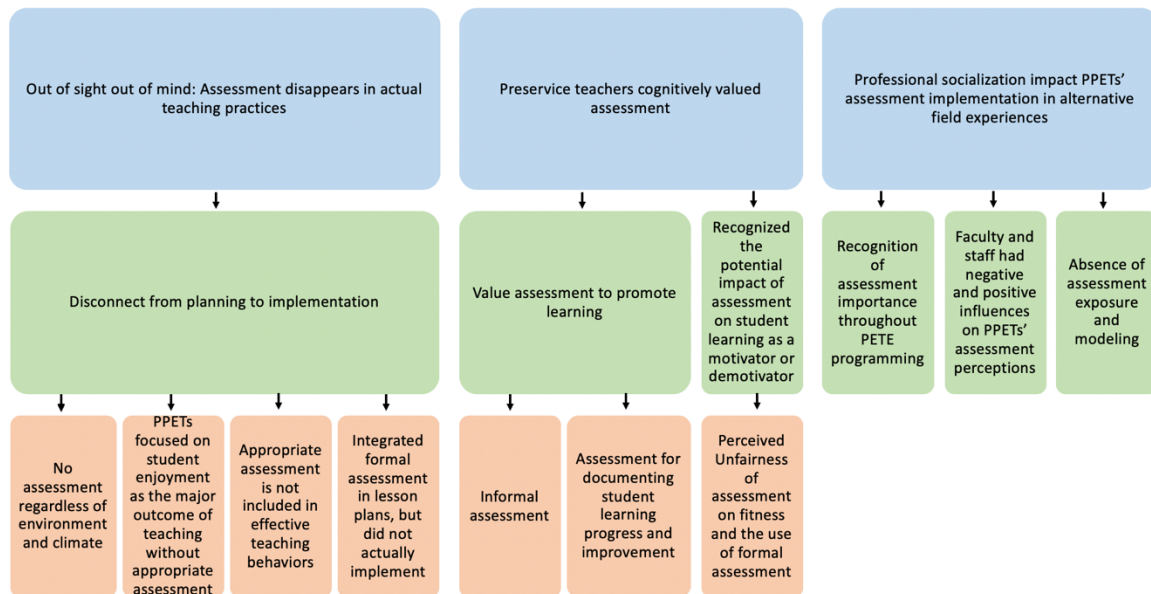 Out of sight out of mind: Assessment disappears in actual
teaching practices
Preservice teachers cognitively valued
assessment
Professional socialization impact PPETs’
assessment implementation in alternative
field experiences
Disconnect from planning to implementation
Value assessment to promote
learning
Recognized
the
potential
impact of
assessment
on student
learning as a
motivator or
demotivator
Recognition
of
assessment
importance
throughout
PETE
programming
Faculty and
staff had
negative
and positive
influences
on PPETs’
assessment
perceptions
Absence of
assessment
exposure
and
modeling
No
assessment
regardless of
environment
and climate
PPETs
focused on
student
enjoyment
as the major
outcome of
teaching
without
appropriate
assessment
Appropriate
assessment
is not
included in
effective
teaching
behaviors
Integrated
formal
assessment
in lesson
plans, but
did not
actually
implement
Informal
assessment
Assessment for
documenting
student
learning
progress and
improvement
Perceived
Unfairness
of
assessment
on fitness
and the use
of formal
assessment